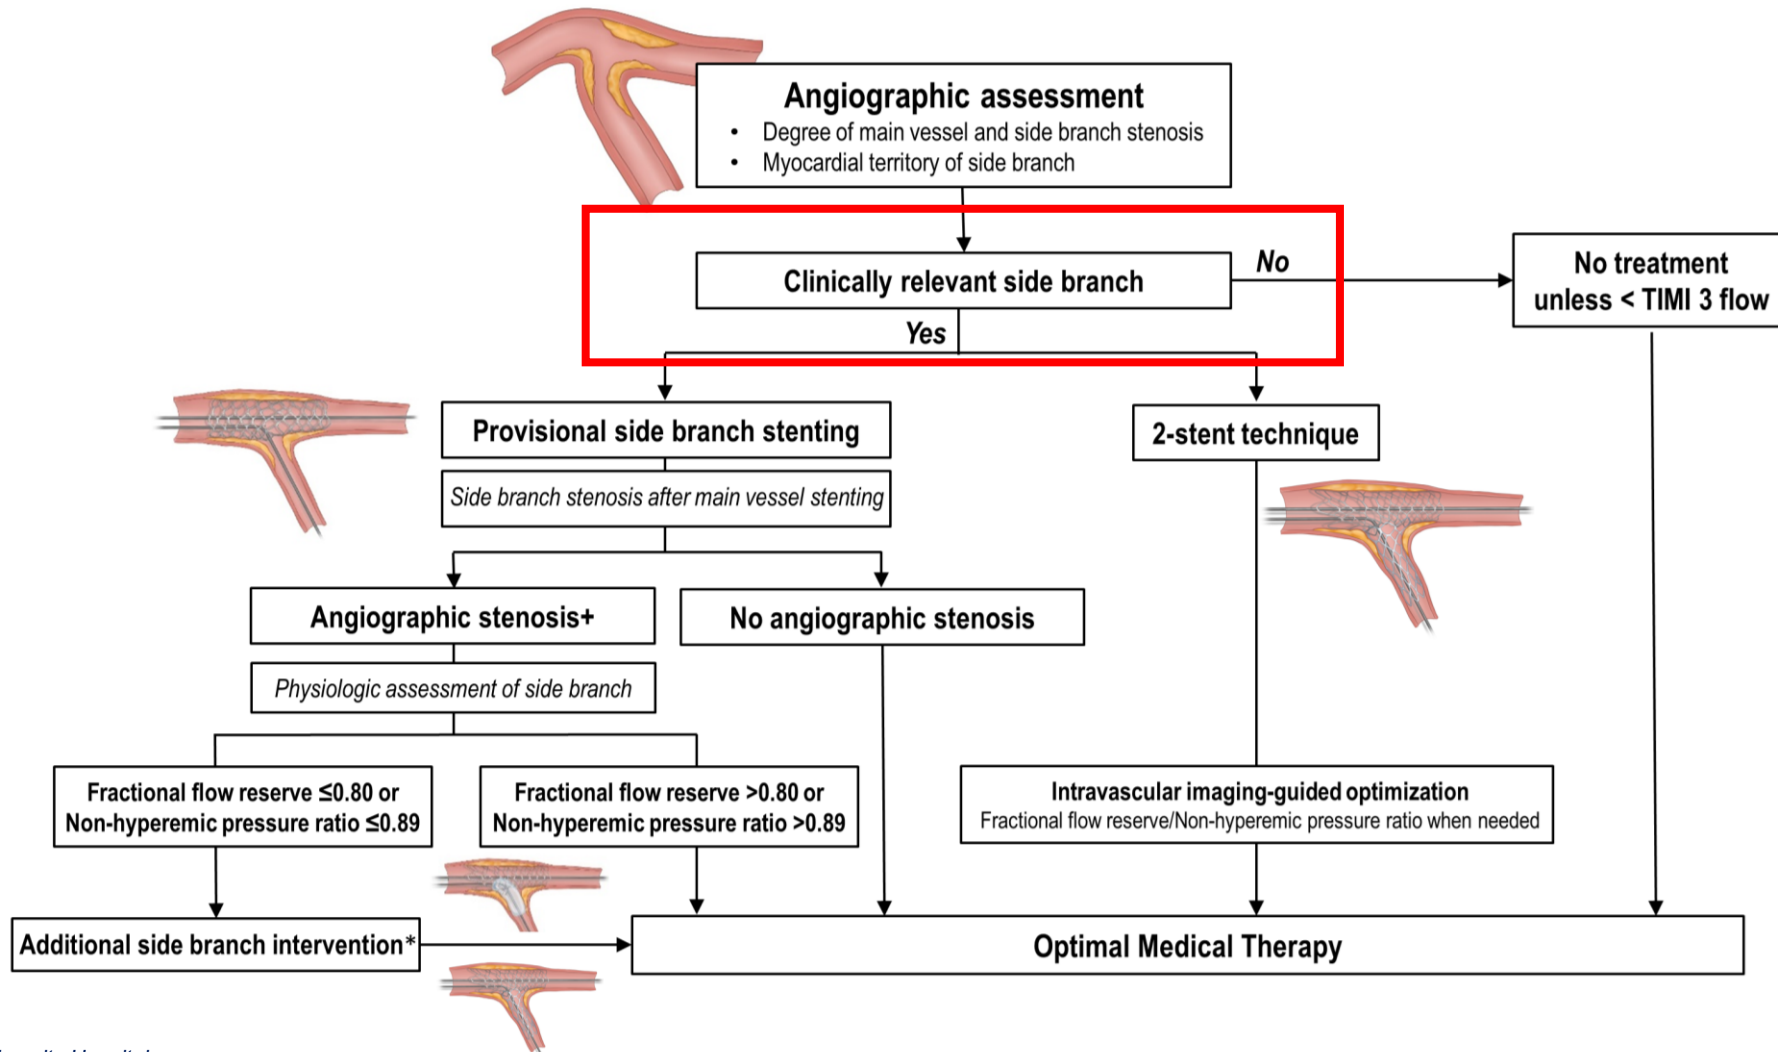 Angiographic assessment
• Degree of main vessel and side branch stenosis
• Myocardial territory of side branch
Clinically relevant side branch
No
No treatment
unless < TIMI 3 flow
Yes
Provisional side branch stenting
2-stent technique
Side branch stenosis after main vessel stenting
Angiographic stenosis+
No angiographic stenosis
Physiologic assessment of side branch
Fractional flow reserve ≤0.80 or
Non-hyperemic pressure ratio ≤0.89
Fractional flow reserve >0.80 or
Non-hyperemic pressure ratio >0.89
Intravascular imaging-guided optimization
Fractional flow reserve/Non-hyperemic pressure ratio when needed
Additional side branch intervention*
Optimal Medical Therapy